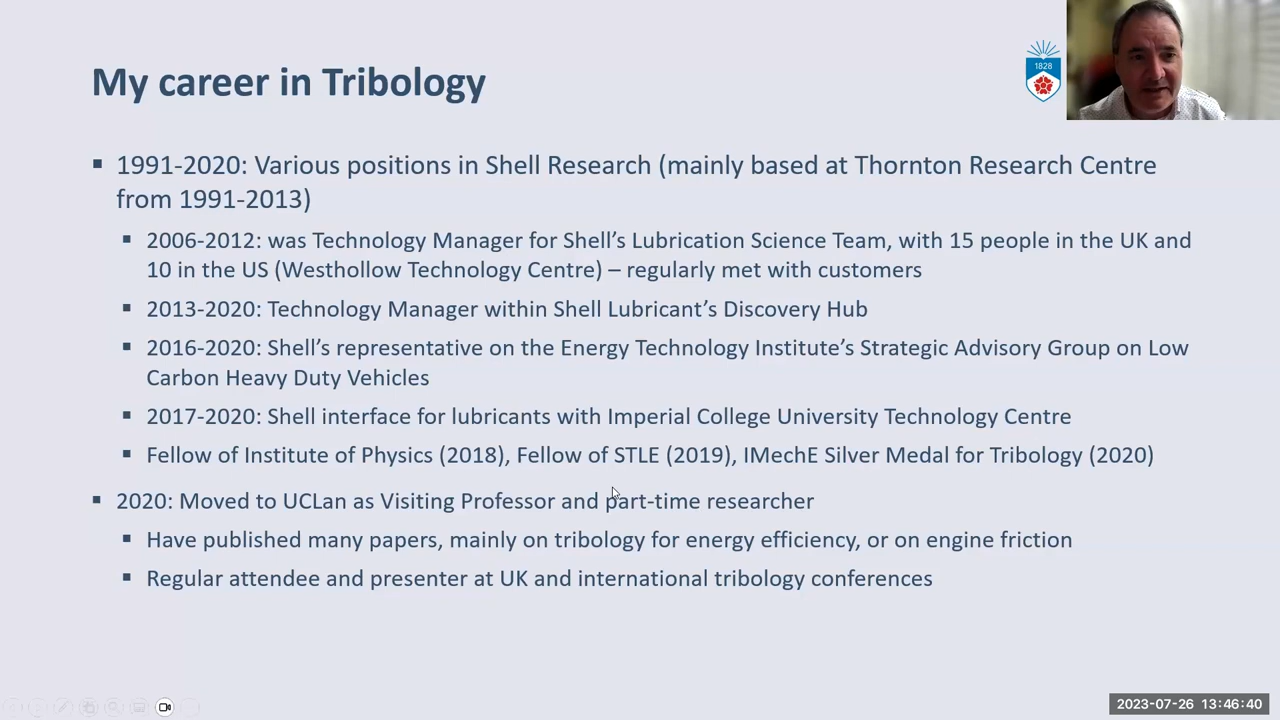 My career in Tribology
1828
▪ 1991-2020: Various positions in Shell Research (mainly based at Thornton Research Centre
from 1991-2013)
▪ 2006-2012: was Technology Manager for Shell’s Lubrication Science Team, with 15 people in the UK and
10 in the US (Westhollow Technology Centre) – regularly met with customers
▪ 2013-2020: Technology Manager within Shell Lubricant’s Discovery Hub
▪ 2016-2020: Shell’s representative on the Energy Technology Institute’s Strategic Advisory Group on Low
Carbon Heavy Duty Vehicles
▪ 2017-2020: Shell interface for lubricants with Imperial College University Technology Centre
▪ Fellow of Institute of Physics (2018), Fellow of STLE (2019), IMechE Silver Medal for Tribology (2020)
▪ 2020: Moved to UCLan as Visiting Professor and part-time researcher
▪ Have published many papers, mainly on tribology for energy efficiency, or on engine friction
▪ Regular attendee and presenter at UK and international tribology conferences
2023-07-26 13:46:40